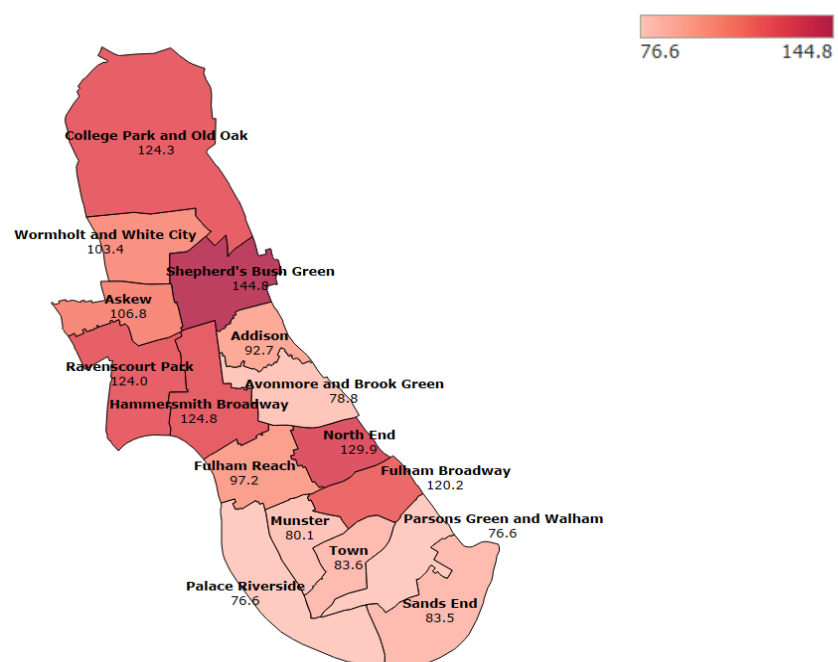 76.6 144.8
College Park and Old Oak
124.3
Wormholt and White City
103.4
Shepherd's Bush Green
144.8
Askew
106.8
Addison
92.7
Ravenscourt Park
124.0
Avonmore and Brook Green
78.8
Hammersmith Broadway
124.8
North End
129.9
Fulham Reach
97.2
Fulham Broadway
120.2
Munster
80.1
Parsons Green and Walham
76.6
Town
83.6
Palace Riverside
76.6
Sands End
83.5